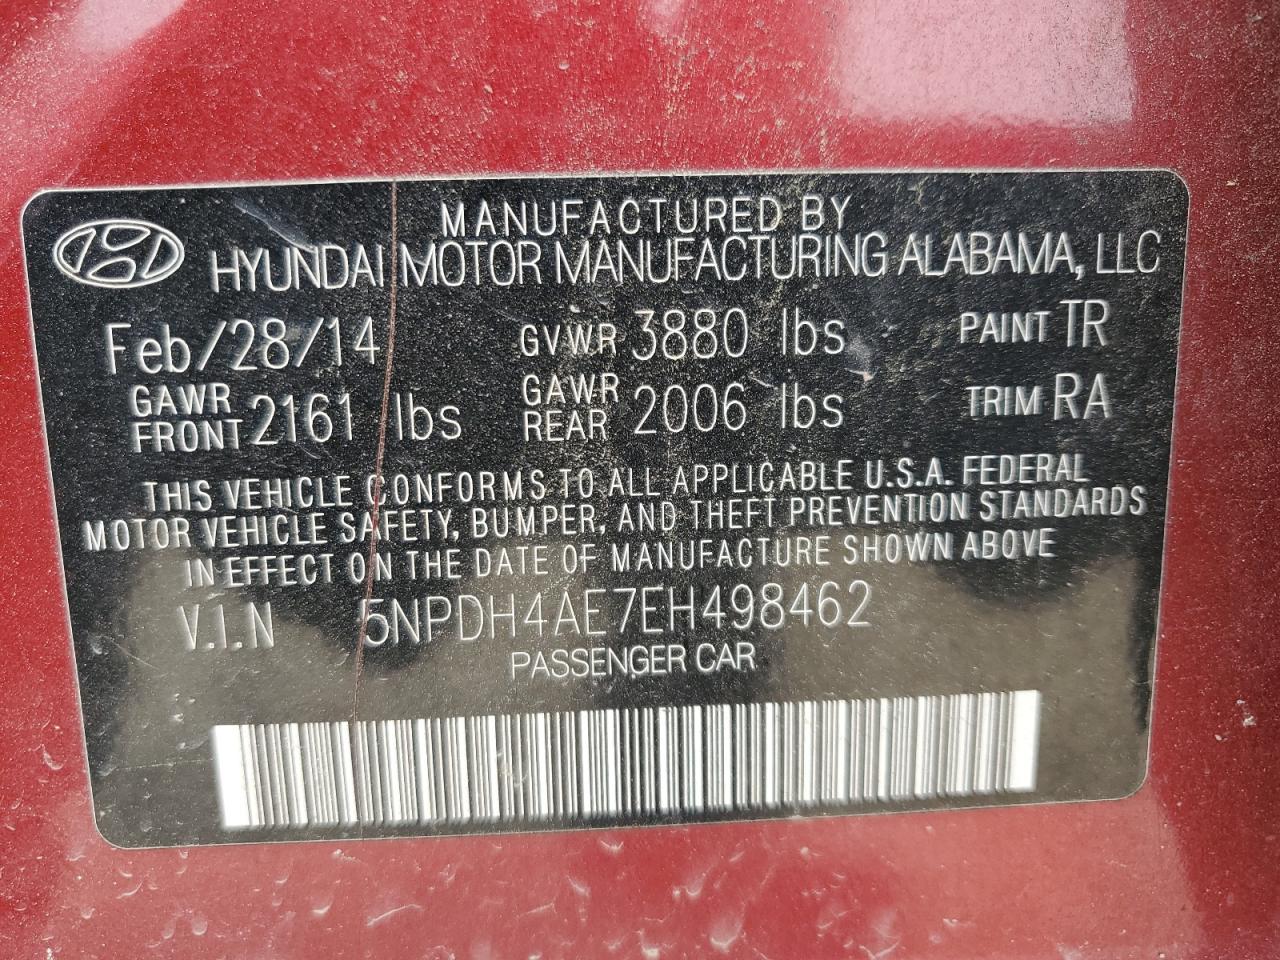 MANUFACTURED BY
HYUNDAI MOTOR MANUFACTURING ALABAMA, LLC
Feb/28/14 GVWR 3880 lbs PAINT TR
GAWR FRONT 2161 lbs GAWR REAR 2006 lbs TRIM RA
THIS VEHICLE CONFORMS TO ALL APPLICABLE U.S.A. FEDERAL
MOTOR VEHICLE SAFETY, BUMPER, AND THEFT PREVENTION STANDARDS
IN EFFECT ON THE DATE OF MANUFACTURE SHOWN ABOVE
V.I.N 5NPDH4AE7EH498462
PASSENGER CAR